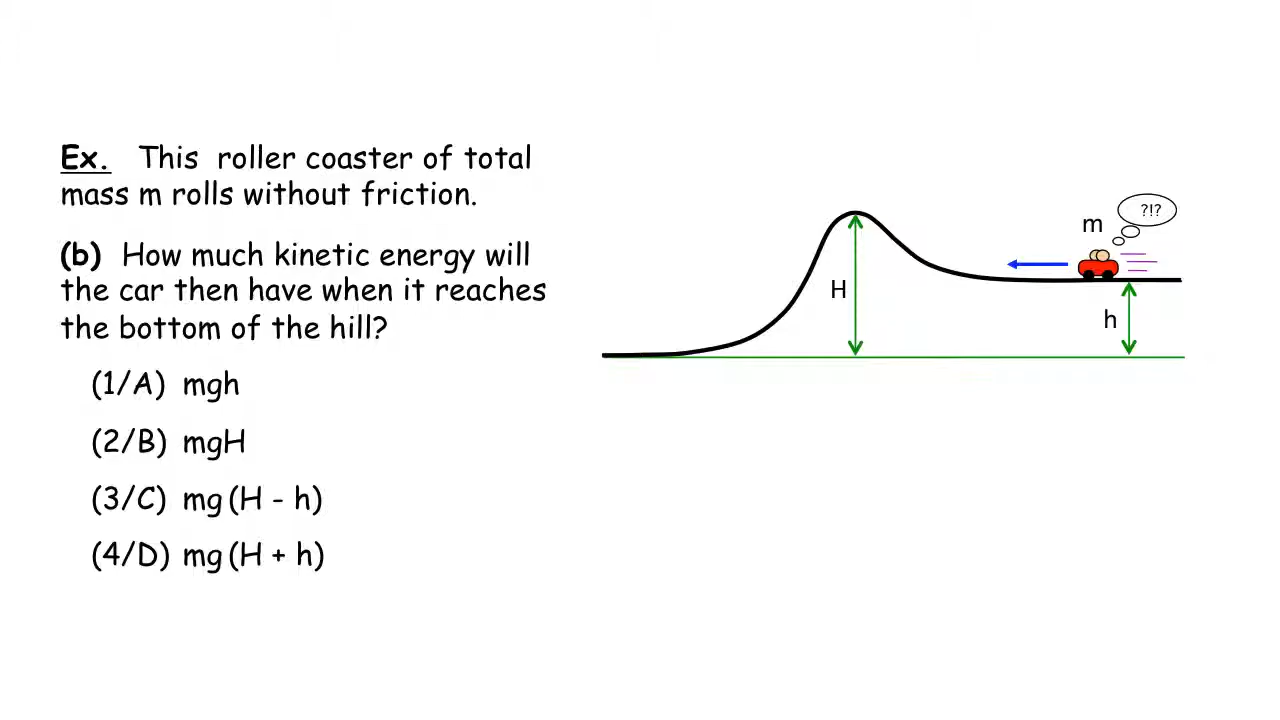 Ex. This roller coaster of total
mass m rolls without friction.
(b) How much kinetic energy will
the car then have when it reaches
the bottom of the hill?
(1/A) mgh
(2/B) mgH
(3/C) mg (H - h)
(4/D) mg (H + h)
?!?
m
H
h